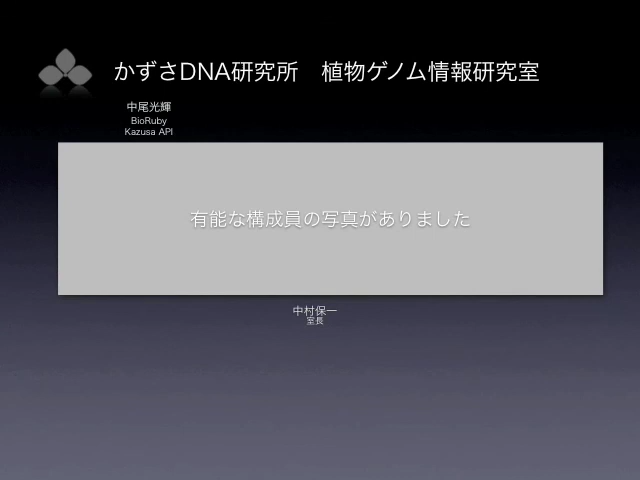 かずさDNA研究所　植物ゲノム情報研究室
中尾光輝
BioRuby
Kazusa API
有能な構成員の写真がありました
中村保一
室長